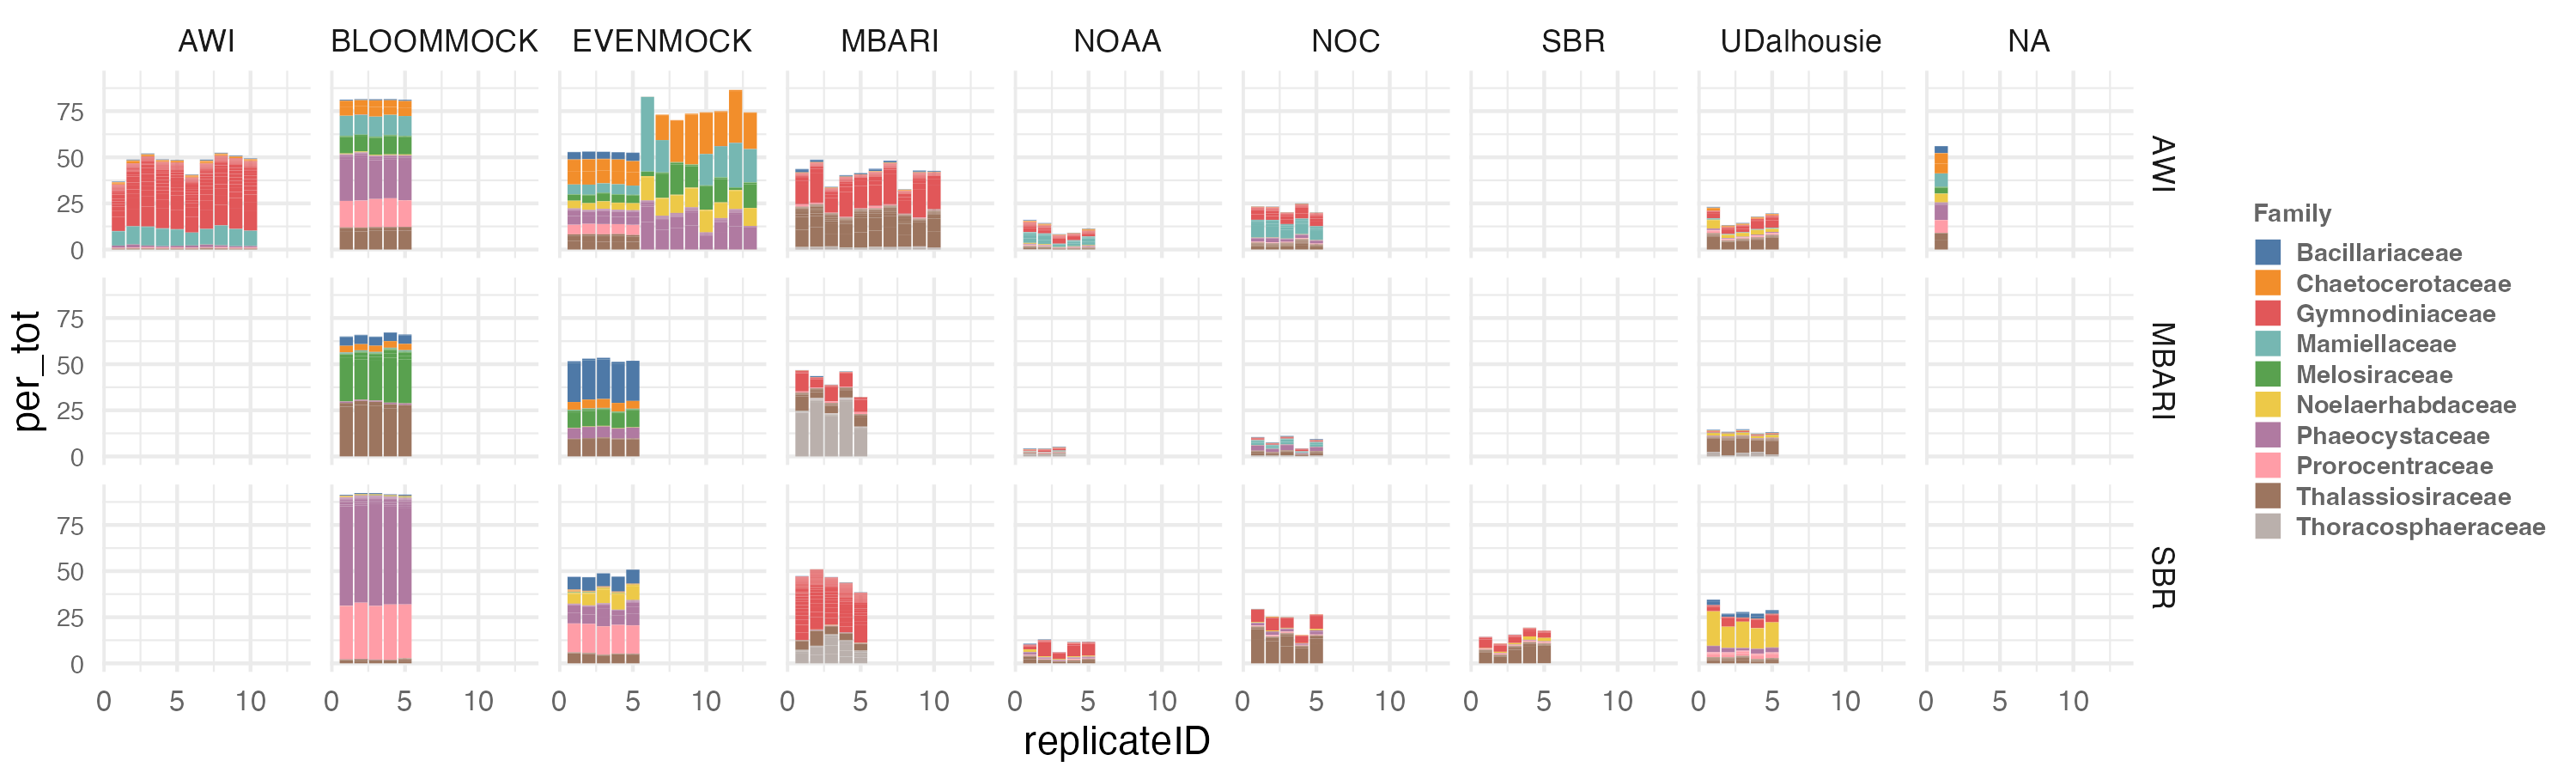 AWI BLOOMMOCK EVENMOCK MBARI NOAA NOC SBR UDalhousie NA
75
50
25
0
AWI
75
50
25
0
MBARI
75
50
25
0
SBR
per_tot
0 5 10 0 5 10 0 5 10 0 5 10 0 5 10 0 5 10 0 5 10 0 5 10 0 5 10
replicateID
Family
Bacillariaceae
Chaetocerotaceae
Gymnodiniaceae
Mamiellaceae
Melosiraceae
Noelaerhabdaceae
Phaeocystaceae
Prorocentraceae
Thalassiosiraceae
Thoracosphaeraceae